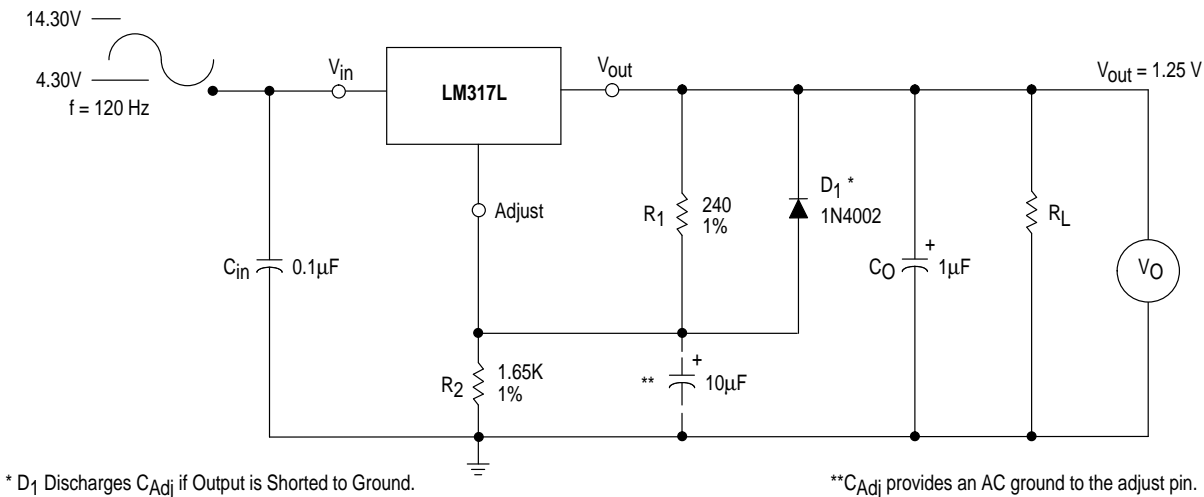 14.30V
4.30V
f = 120 Hz
Vin
LM317L
Vout
Vout = 1.25 V
Adjust
Cin
0.1µF
R1
240
1%
D1 *
1N4002
CO
+
1µF
RL
VO
R2
1.65K
1%
**
+
10µF
* D1 Discharges CAdj if Output is Shorted to Ground.
**CAdj provides an AC ground to the adjust pin.